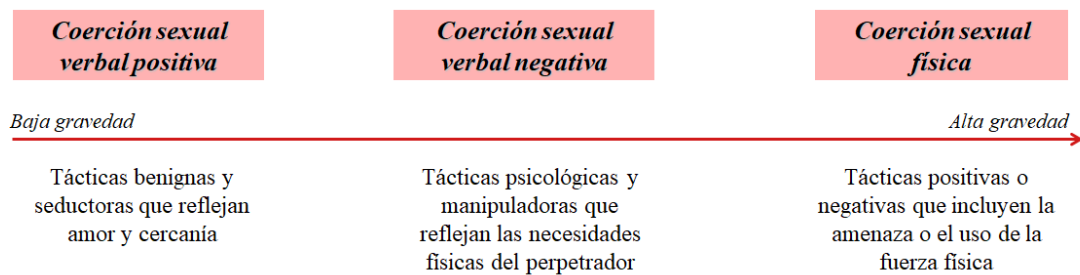 Coerción sexual
verbal positiva
Coerción sexual
verbal negativa
Coerción sexual
física
Baja gravedad
Alta gravedad
Tácticas benignas y
seductoras que reflejan
amor y cercanía
Tácticas psicológicas y
manipuladoras que
reflejan las necesidades
físicas del perpetrador
Tácticas positivas o
negativas que incluyen la
amenaza o el uso de la
fuerza física